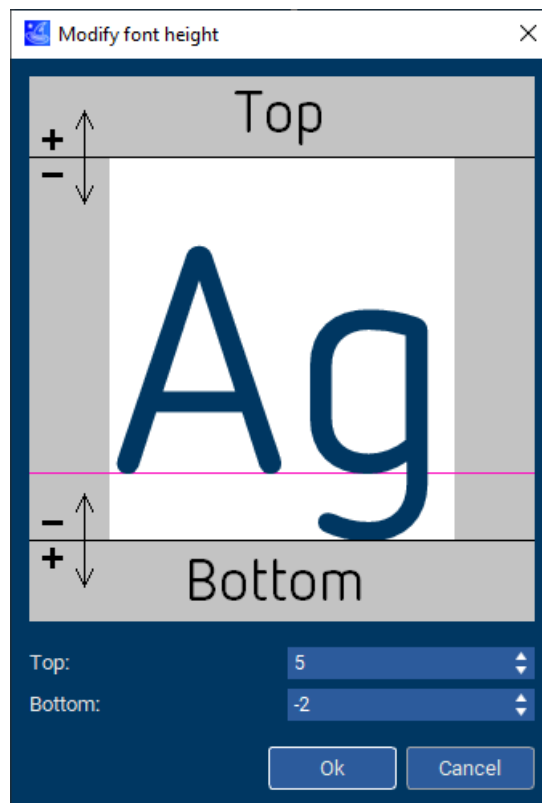 Modify font height
Top
+
−
Ag
−
+
Bottom
Top: 5
Bottom: -2
Ok Cancel